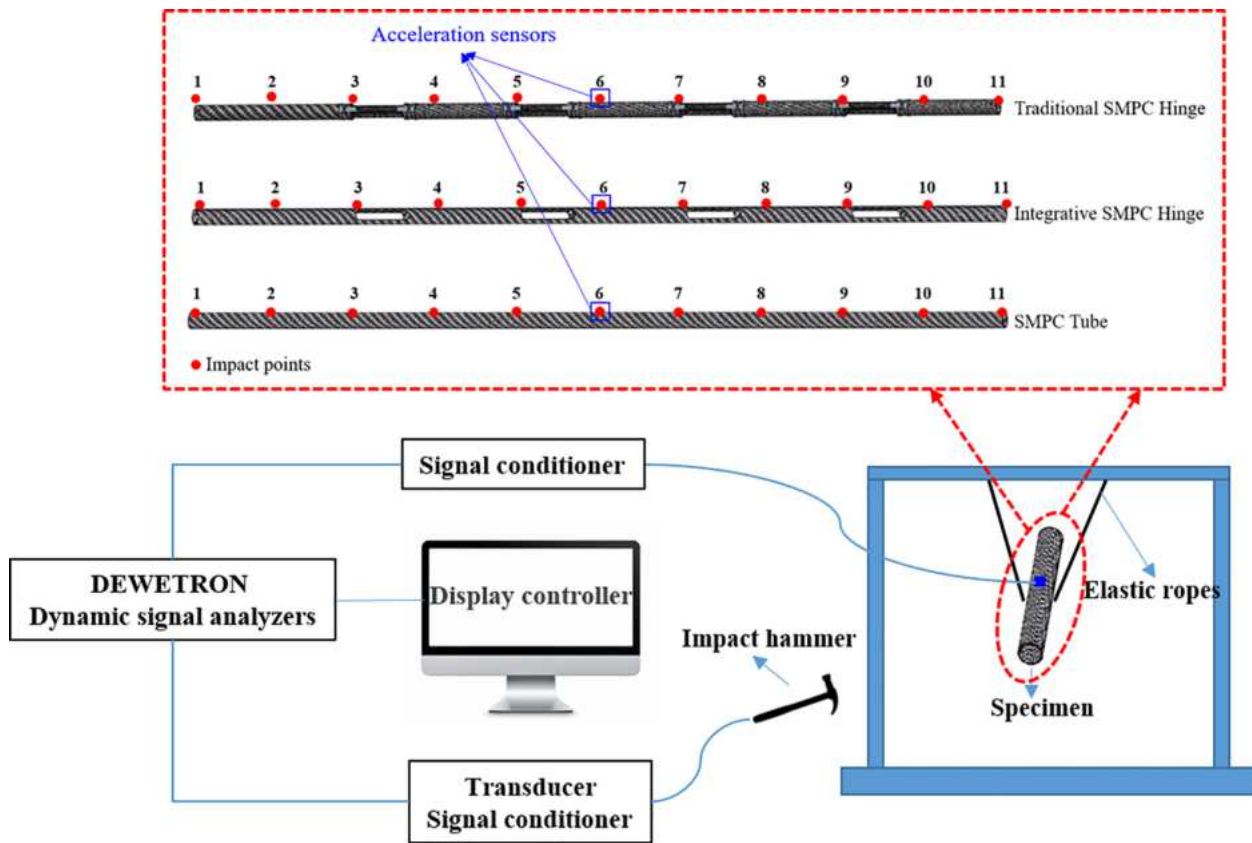 Acceleration sensors
1 2 3 4 5 6 7 8 9 10 11
Traditional SMPC Hinge
1 2 3 4 5 6 7 8 9 10 11
Integrative SMPC Hinge
1 2 3 4 5 6 7 8 9 10 11
SMPC Tube
Impact points
Signal conditioner
DEWETRON
Dynamic signal analyzers
Display controller
Impact hammer
Elastic ropes
Specimen
Transducer
Signal conditioner